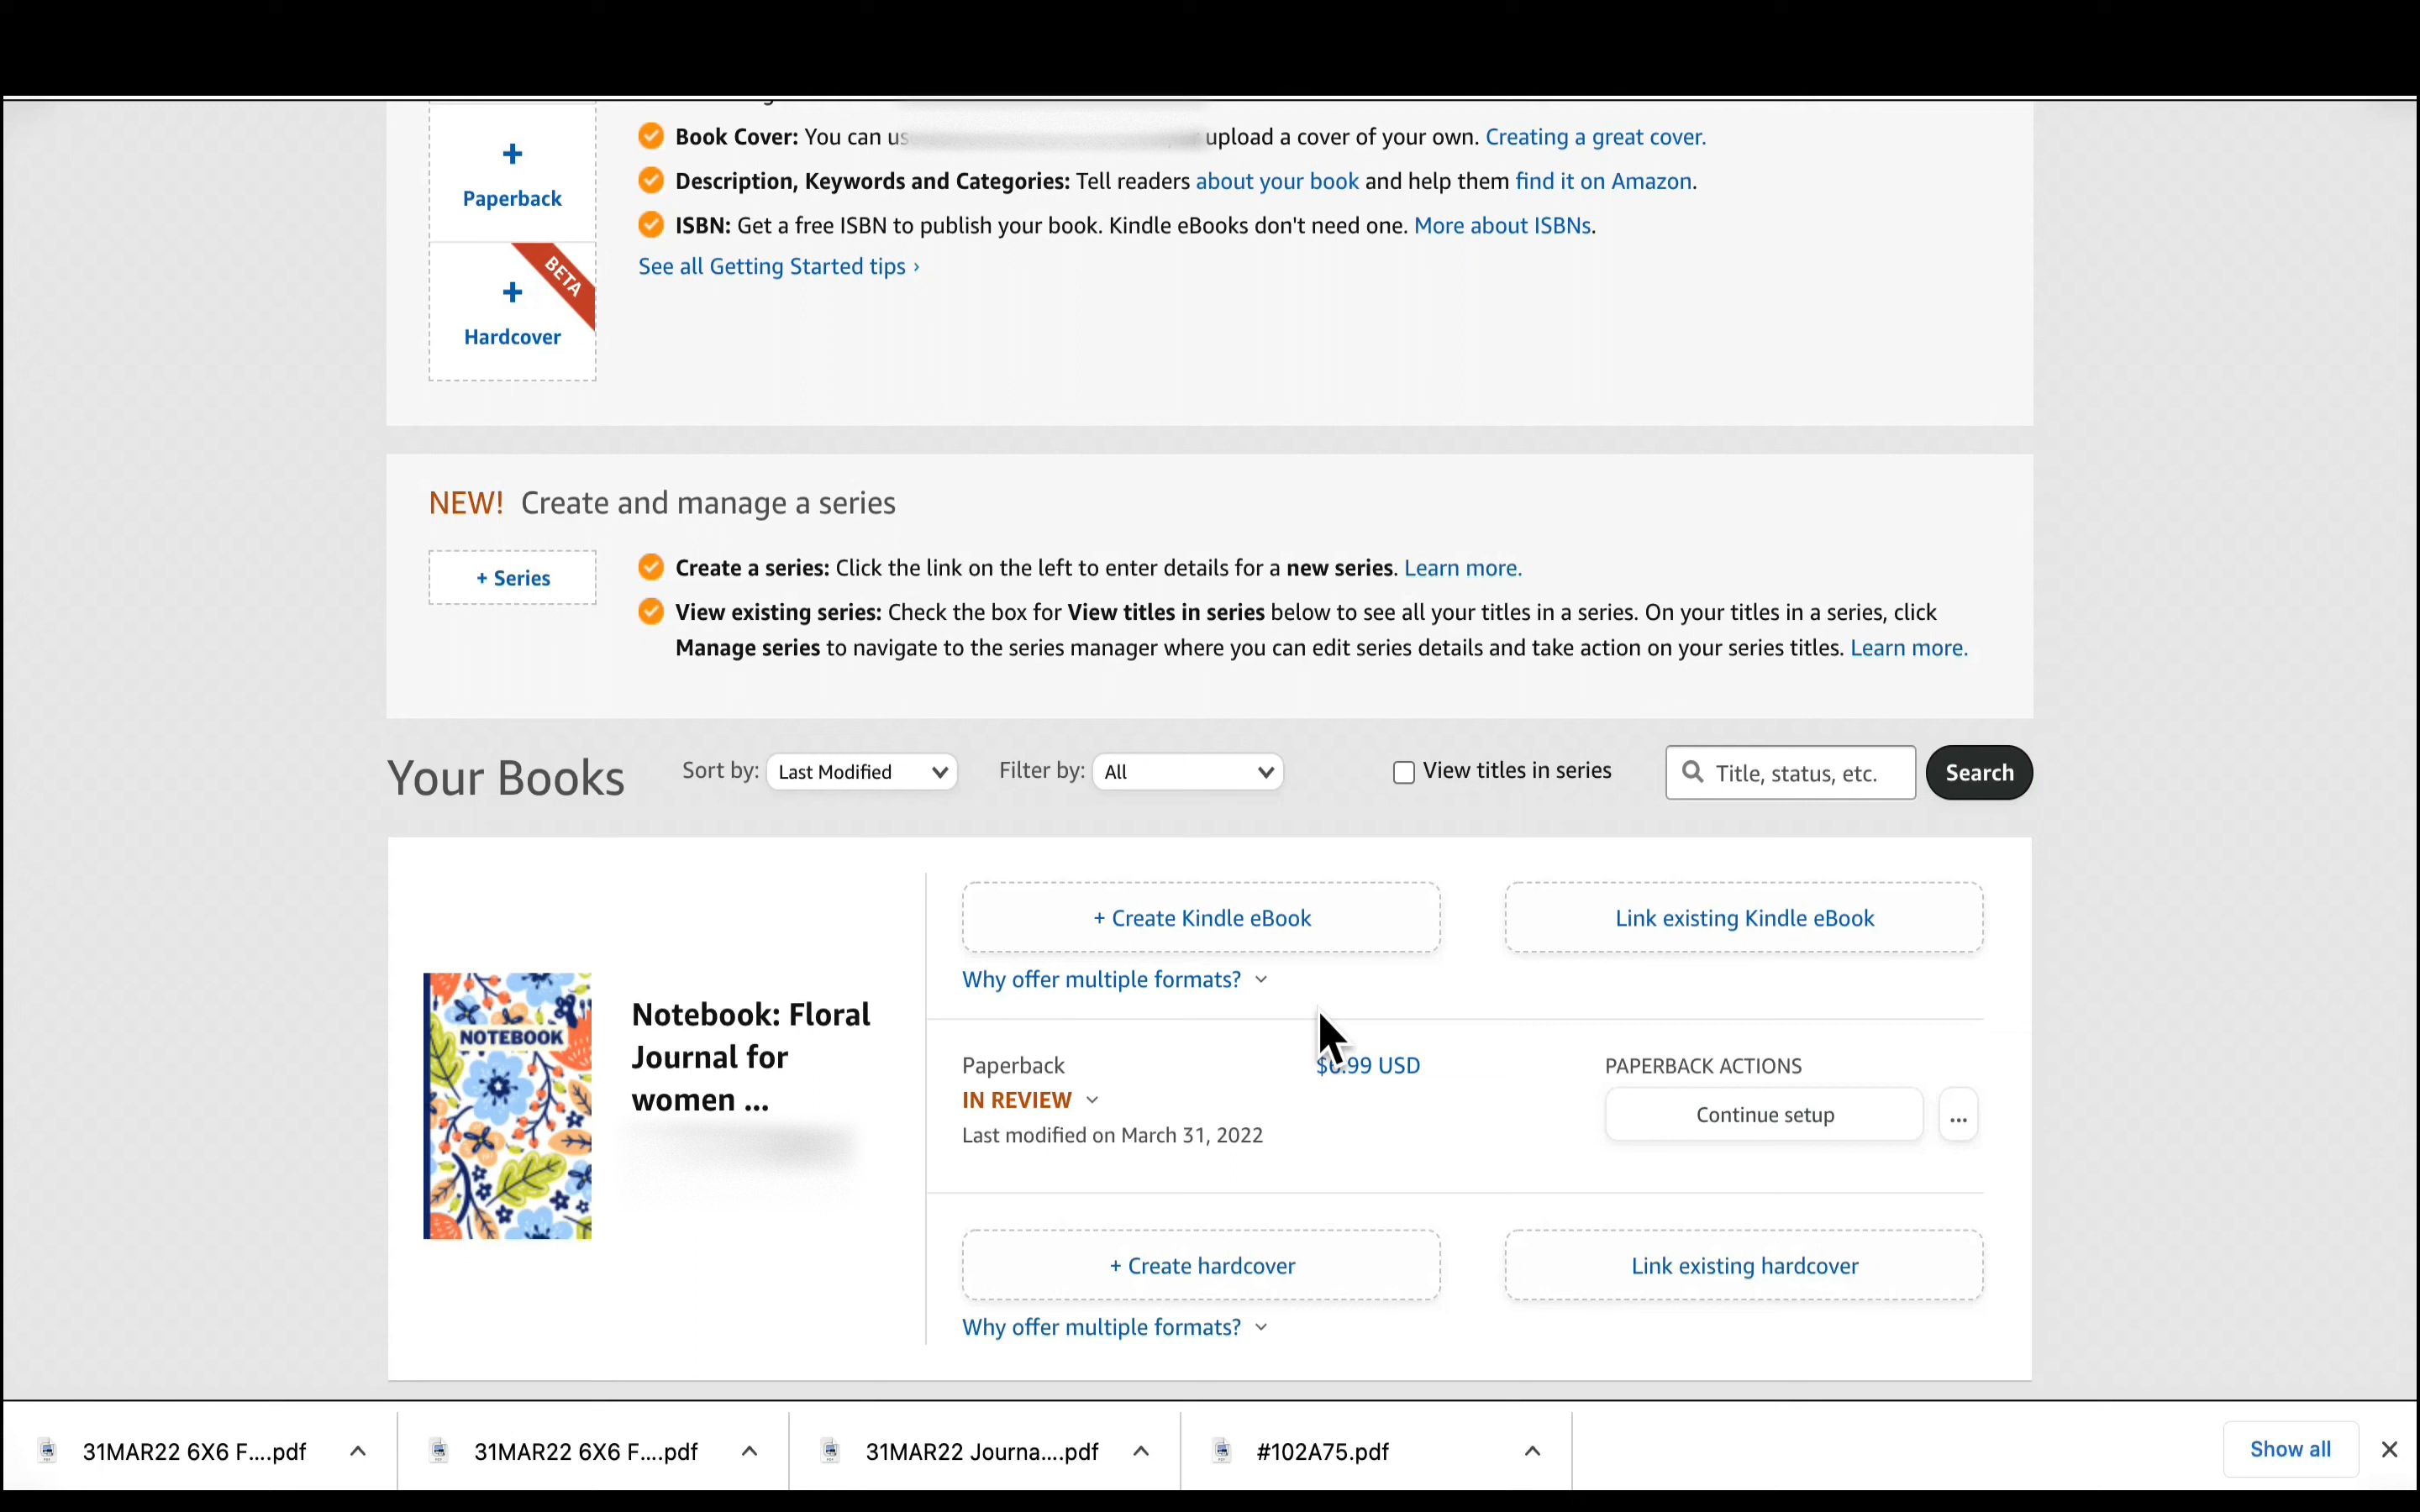 +
Paperback
Book Cover: You can us upload a cover of your own. Creating a great cover.
Description, Keywords and Categories: Tell readers about your book and help them find it on Amazon.
ISBN: Get a free ISBN to publish your book. Kindle eBooks don't need one. More about ISBNs.
See all Getting Started tips ›
BETA
+
Hardcover
NEW! Create and manage a series
+ Series
Create a series: Click the link on the left to enter details for a new series. Learn more.
View existing series: Check the box for View titles in series below to see all your titles in a series. On your titles in a series, click
Manage series to navigate to the series manager where you can edit series details and take action on your series titles. Learn more.
Your Books Sort by: Last Modified Filter by: All View titles in series Title, status, etc. Search
NOTEBOOK
Notebook: Floral
Journal for
women ...
+ Create Kindle eBook Link existing Kindle eBook
Why offer multiple formats?
Paperback USD PAPERBACK ACTIONS
IN REVIEW Continue setup ...
Last modified on March 31, 2022
+ Create hardcover Link existing hardcover
Why offer multiple formats?
31MAR22 6X6 F....pdf 31MAR22 6X6 F....pdf 31MAR22 Journa....pdf #102A75.pdf Show all